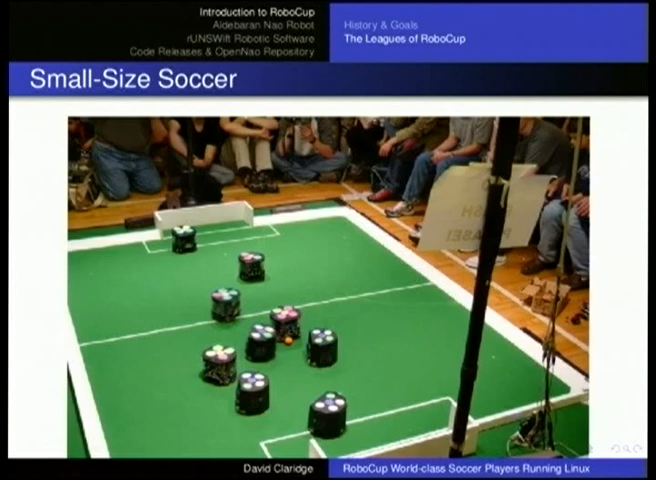 Introduction to RoboCup
Aldebaran Nao Robot
rUNSWift Robotic Software
Code Releases & OpenNao Repository
History & Goals
The Leagues of RoboCup
Small-Size Soccer
David Claridge
RoboCup World-class Soccer Players Running Linux